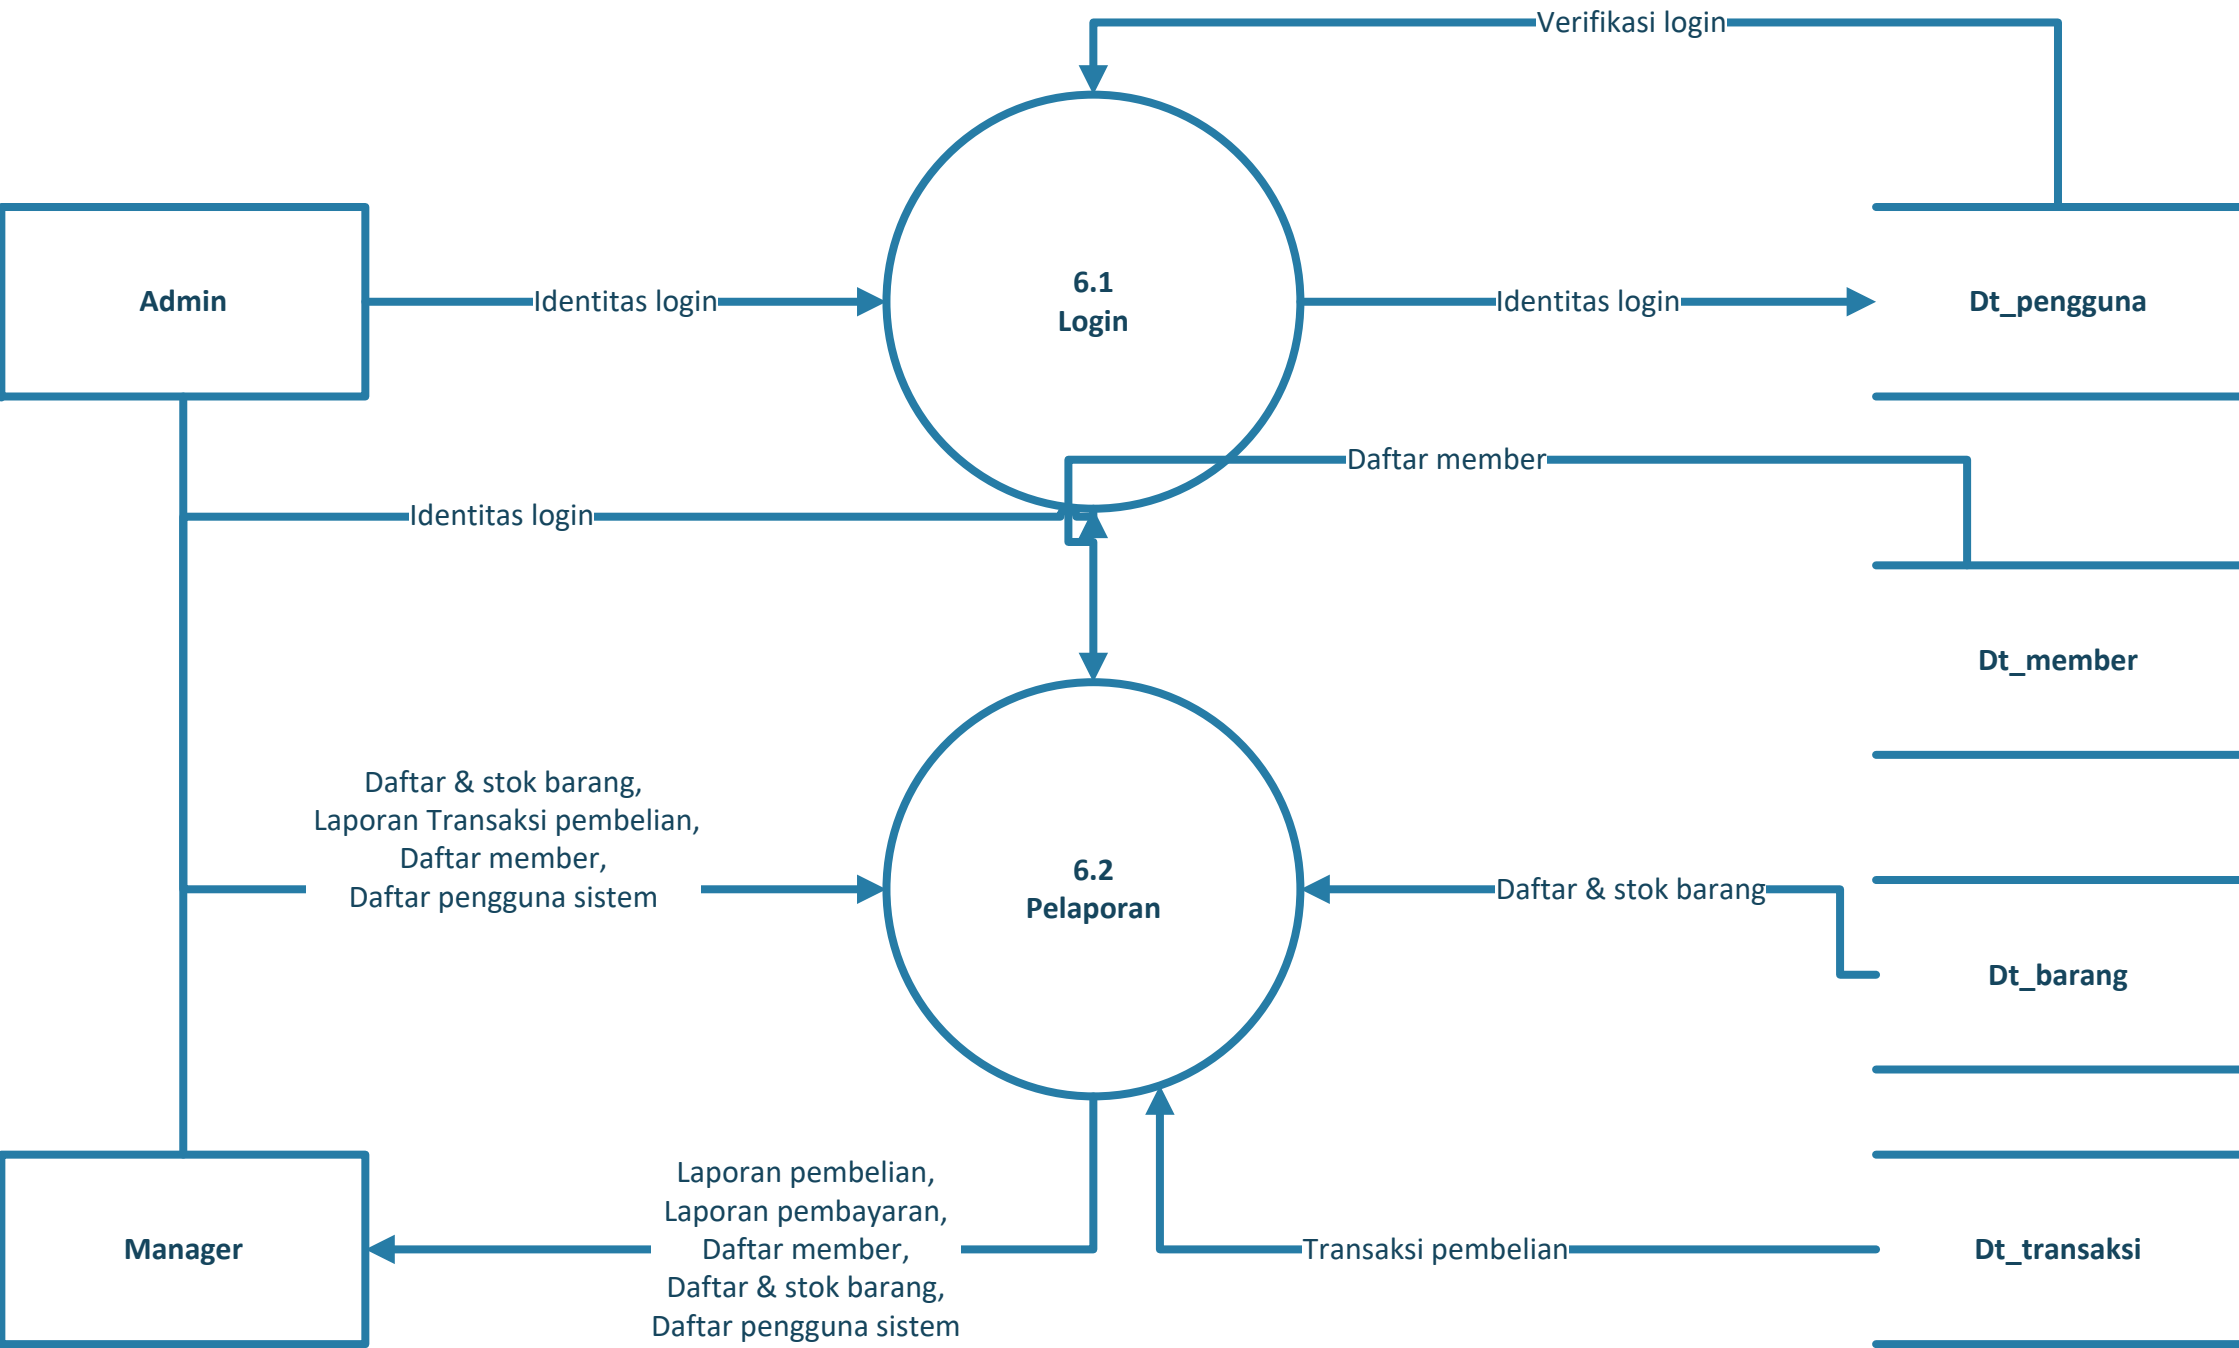 Verifikasi login
Admin
Identitas login
6.1
Login
Identitas login
Dt_pengguna
Daftar member
Identitas login
Dt_member
Daftar & stok barang,
Laporan Transaksi pembelian,
Daftar member,
Daftar pengguna sistem
6.2
Pelaporan
Daftar & stok barang
Dt_barang
Manager
Laporan pembelian,
Laporan pembayaran,
Daftar member,
Daftar & stok barang,
Daftar pengguna sistem
Transaksi pembelian
Dt_transaksi